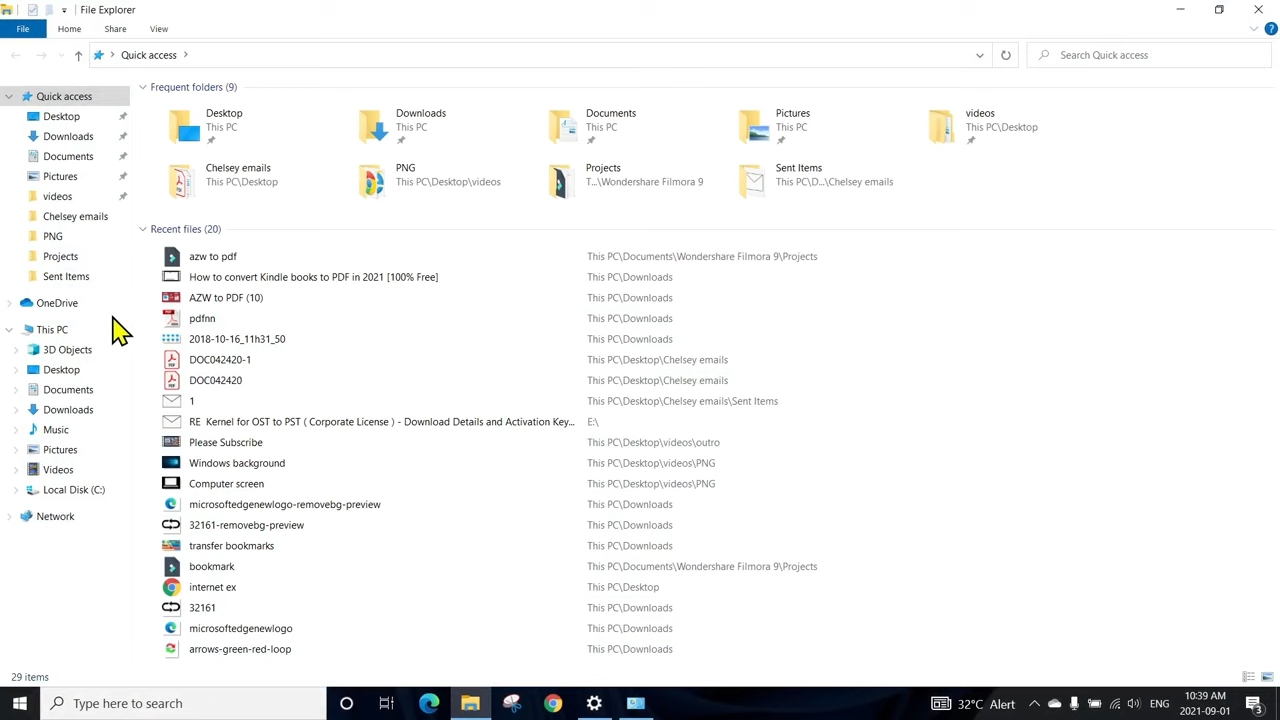 File Explorer
File Home Share View
Quick access
Search Quick access
Quick access
Desktop
Downloads
Documents
Pictures
videos
Chelsey emails
PNG
Projects
Sent Items
OneDrive
This PC
3D Objects
Desktop
Documents
Downloads
Music
Pictures
Videos
Local Disk (C:)
Network
Frequent folders (9)
Desktop
This PC
Downloads
This PC
Documents
This PC
Pictures
This PC
videos
This PC\Desktop
Chelsey emails
This PC\Desktop
PNG
This PC\Desktop\videos
Projects
T...\Wondershare Filmora 9
Sent Items
This PC\D...\Chelsey emails
Recent files (20)
azw to pdf This PC\Documents\Wondershare Filmora 9\Projects
How to convert Kindle books to PDF in 2021 [100% Free] This PC\Downloads
AZW to PDF (10) This PC\Downloads
pdfnn This PC\Downloads
2018-10-16_11h31_50 This PC\Downloads
DOC042420-1 This PC\Desktop\Chelsey emails
DOC042420 This PC\Desktop\Chelsey emails
1 This PC\Desktop\Chelsey emails\Sent Items
RE Kernel for OST to PST ( Corporate License ) - Download Details and Activation Key... E:\
Please Subscribe This PC\Desktop\videos\outro
Windows background This PC\Desktop\videos\PNG
Computer screen This PC\Desktop\videos\PNG
microsoftedgenewlogo-removebg-preview This PC\Downloads
32161-removebg-preview This PC\Downloads
transfer bookmarks This PC\Downloads
bookmark This PC\Documents\Wondershare Filmora 9\Projects
internet ex This PC\Desktop
32161 This PC\Downloads
microsoftedgenewlogo This PC\Downloads
arrows-green-red-loop This PC\Downloads
29 items
Type here to search
32°C Alert
ENG
10:39 AM
2021-09-01
3